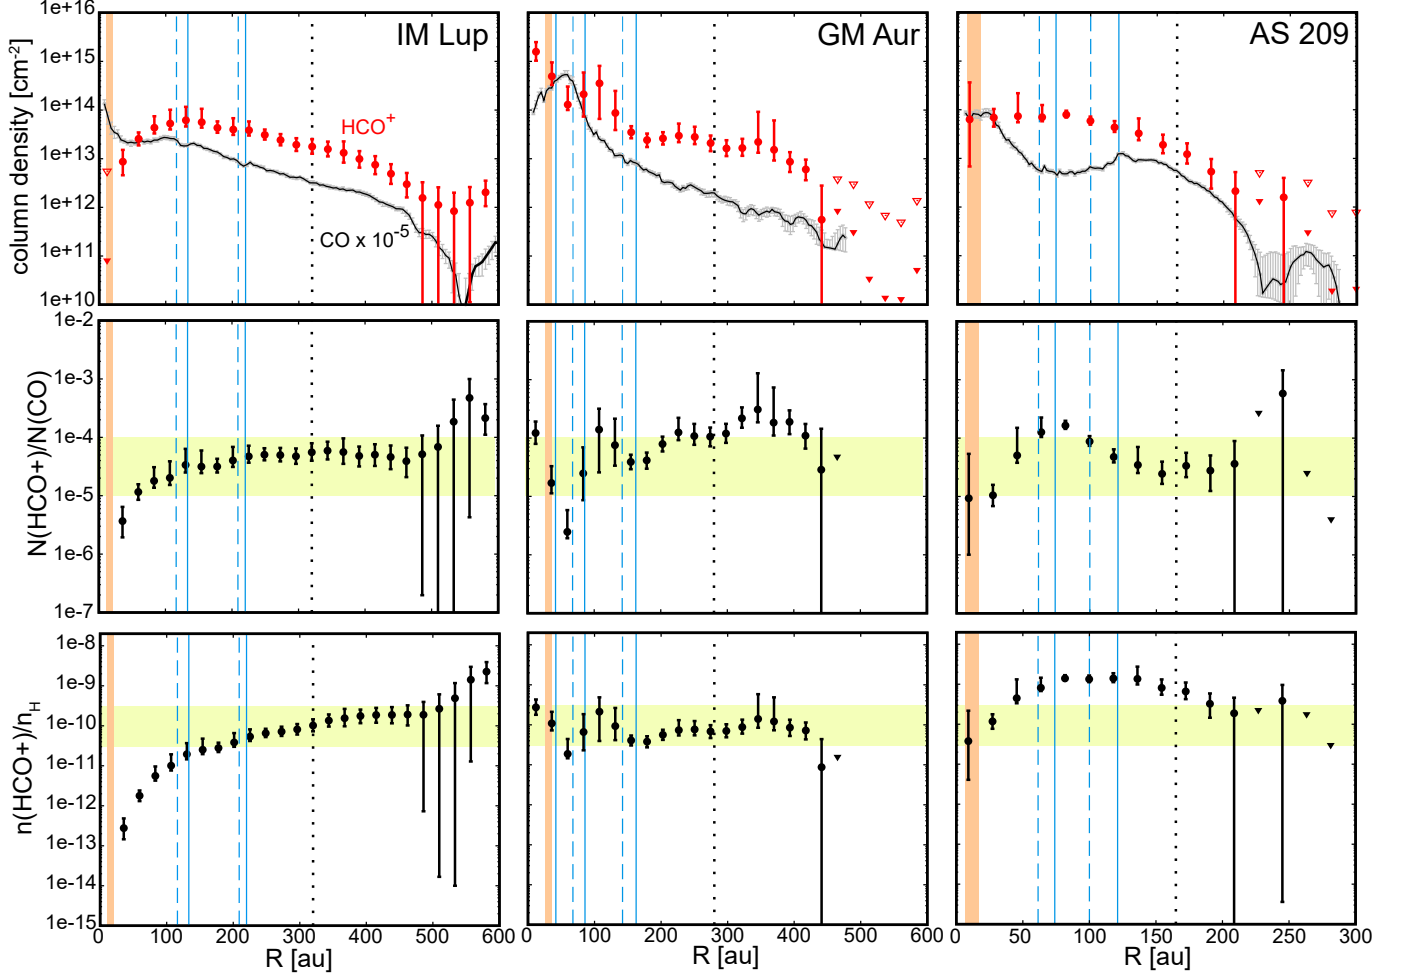 IM Lup
GM Aur
AS 209
column density [cm⁻²]
1e+16
1e+15
1e+14
1e+13
1e+12
1e+11
1e+10
HCO⁺
CO x 10⁻⁵
N(HCO+)/N(CO)
1e-2
1e-3
1e-4
1e-5
1e-6
1e-7
n(HCO+)/n_H
1e-8
1e-9
1e-10
1e-11
1e-12
1e-13
1e-14
1e-15
0 100 200 300 400 500 600
0 100 200 300 400 500 600
0 50 100 150 200 250 300
R [au]
R [au]
R [au]